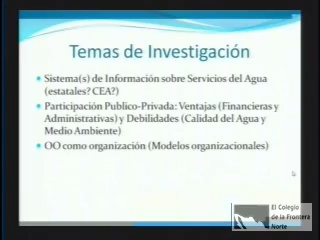 Temas de Investigación
Sistema(s) de Información sobre Servicios del Agua
(estatales? CEA?)
Participación Publico-Privada: Ventajas (Financieras y
Administrativas) y Debilidades (Calidad del Agua y
Medio Ambiente)
OO como organización (Modelos organizacionales)
El Colegio
de la Frontera
Norte